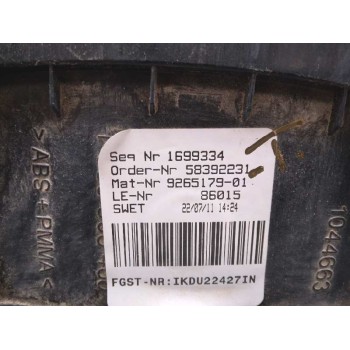 Seq Nr 1699334
Order-Nr 58392231
Mat-Nr 9265179-01
LE-Nr 86015
SWET 22/07/11 14:24
FGST-NR:IKDU22427IN
>ABS+PMMA<
1044663